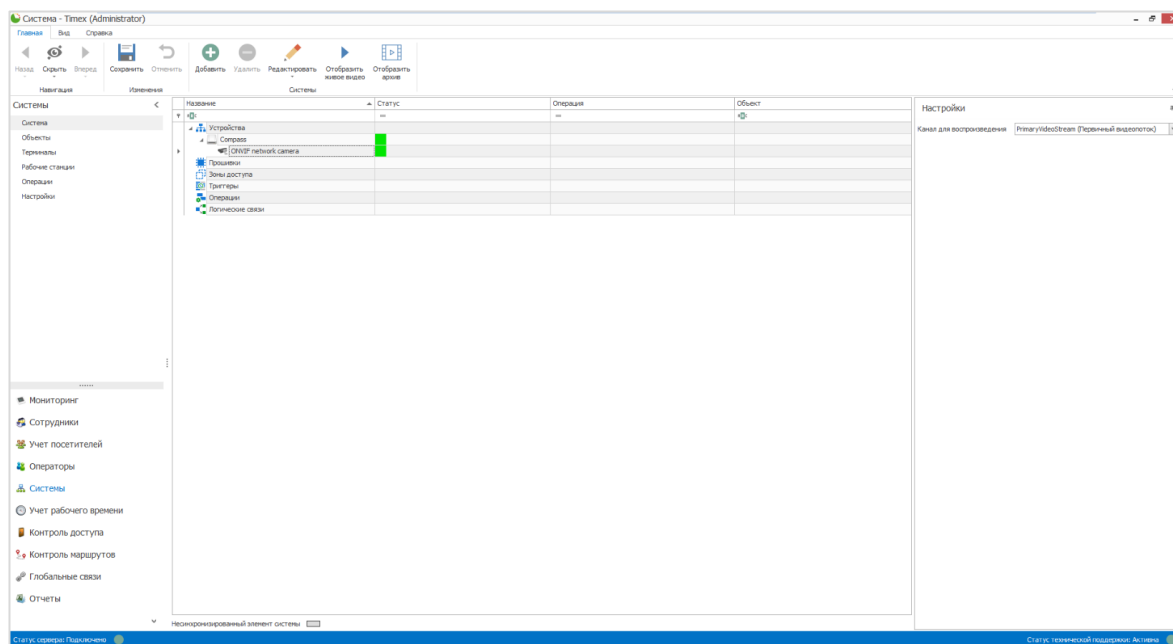 Система - Timex (Administrator)
Главная Вид Справка
Назад Скрыть Вперед Сохранить Отменить Добавить Удалить Редактировать Отобразить живое видео Отобразить архив
Навигация Изменения Системы
Системы
Система
Объекты
Терминалы
Рабочие станции
Операции
Настройки
Мониторинг
Сотрудники
Учет посетителей
Операторы
Системы
Учет рабочего времени
Контроль доступа
Контроль маршрутов
Глобальные связи
Отчеты
Название Статус Операция Объект
Устройства
Compass
ONVIF network camera
Прошивки
Зоны доступа
Триггеры
Операции
Логические связи
Несинхронизированный элемент системы
Настройки
Канал для воспроизведения PrimaryVideoStream (Первичный видеопоток)
Статус сервера: Подключено Статус технической поддержки: Активна